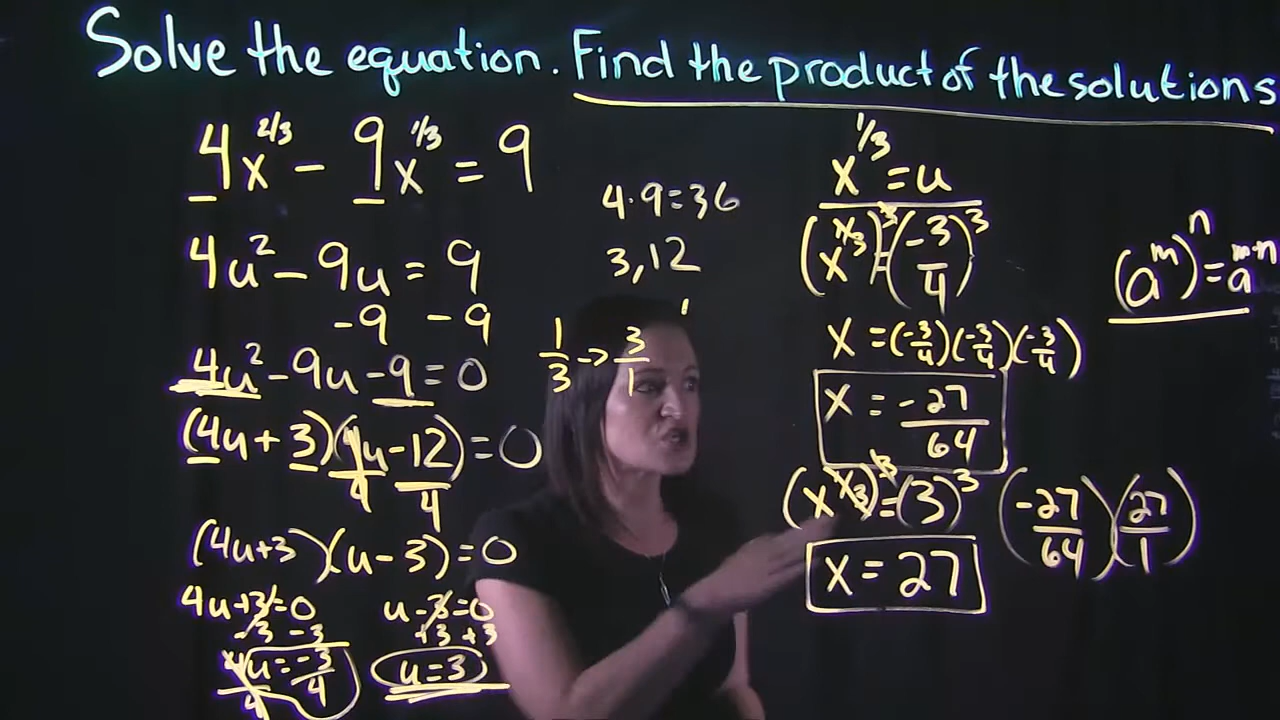 Solve the equation. Find the product of the solutions
4x^{2/3} - 9x^{1/3} = 9
4u² - 9u = 9
-9 -9
4u² - 9u - 9 = 0
(4u + 3)(4u - 12) = 0
4 4
(4u+3)(u-3) = 0
4u+3=0
-3 -3
4u = -3
4 4
u-3=0
+3 +3
u=3
4·9=36
3,12
1/3 → 3/1
x^{1/3} = u
(x^{1/3})^3 = (-3/4)^3
x = (-3/4)(-3/4)(-3/4)
x = -27/64
(x^{1/3})^3 = (3)^3
x = 27
(-27/64)(27/1)
(a^m)^n = a^{m·n}